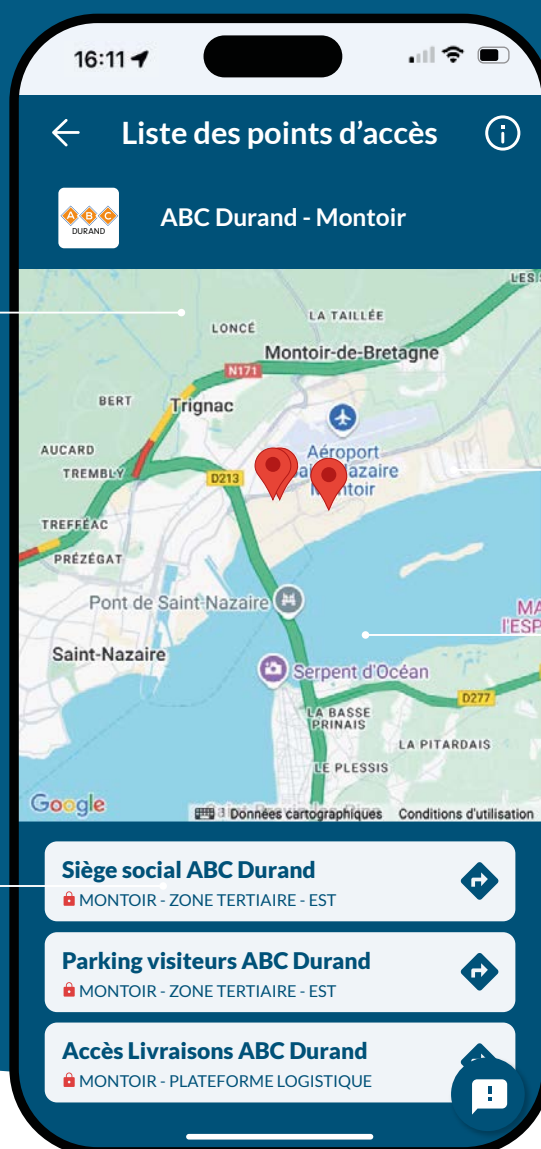 16:11
Liste des points d'accès
A B C
DURAND
ABC Durand - Montoir
LES
LA TAILLÉE
LONCÉ
Montoir-de-Bretagne
N171
BERT
Trignac
AUCARD
Aéroport
TREMBLY
D213
Montoir
TREFFÉAC
PRÉZÉGAT
Pont de Saint-Nazaire
MA
l'ESP
Saint-Nazaire
Serpent d'Océan
D277
LA BASSE
PRINAIS
LA PITARDAIS
LE PLESSIS
Google
Données cartographiques Conditions d'utilisation
Siège social ABC Durand
MONTOIR - ZONE TERTIAIRE - EST
Parking visiteurs ABC Durand
MONTOIR - ZONE TERTIAIRE - EST
Accès Livraisons ABC Durand
MONTOIR - PLATEFORME LOGISTIQUE